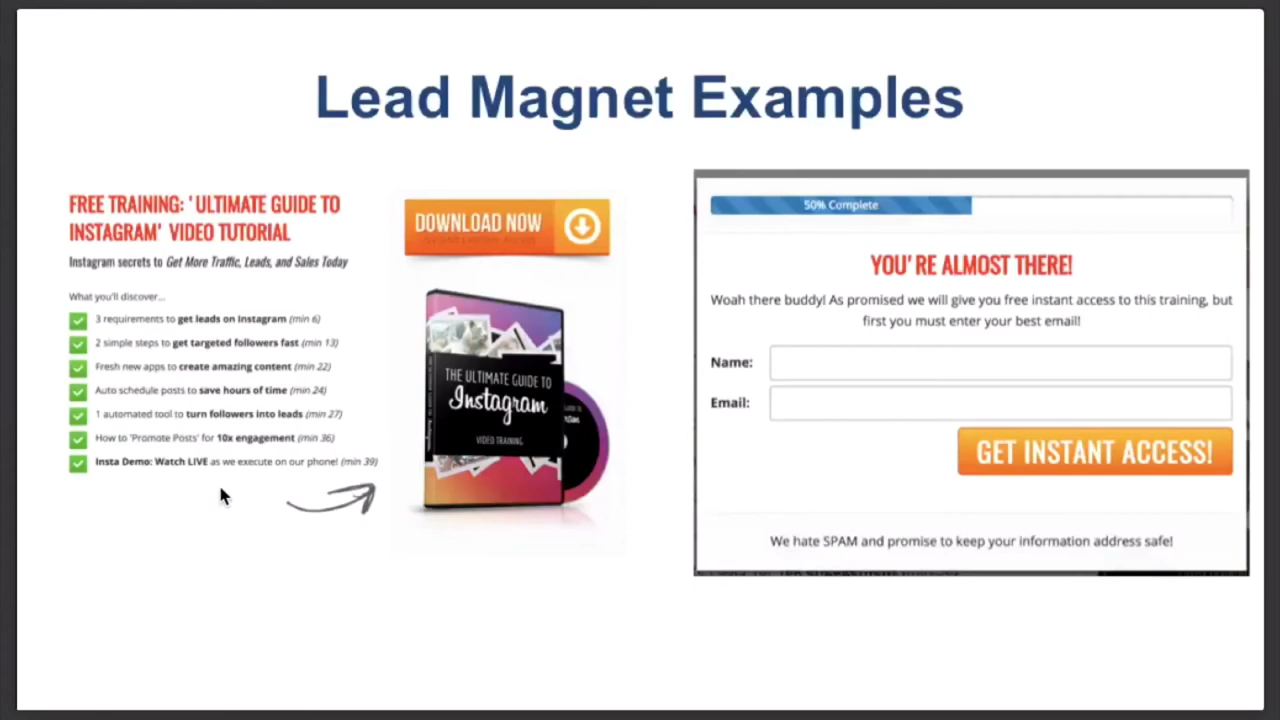 Lead Magnet Examples
FREE TRAINING: 'ULTIMATE GUIDE TO
INSTAGRAM' VIDEO TUTORIAL
Instagram secrets to Get More Traffic, Leads, and Sales Today
What you'll discover...
3 requirements to get leads on Instagram (min 6)
2 simple steps to get targeted followers fast (min 13)
Fresh new apps to create amazing content (min 22)
Auto schedule posts to save hours of time (min 24)
1 automated tool to turn followers into leads (min 27)
How to 'Promote Posts' for 10x engagement (min 36)
Insta Demo: Watch LIVE as we execute on our phone! (min 39)
DOWNLOAD NOW
THE ULTIMATE GUIDE TO
Instagram
VIDEO TRAINING
50% Complete
YOU'RE ALMOST THERE!
Woah there buddy! As promised we will give you free instant access to this training, but
first you must enter your best email!
Name:
Email:
GET INSTANT ACCESS!
We hate SPAM and promise to keep your information address safe!